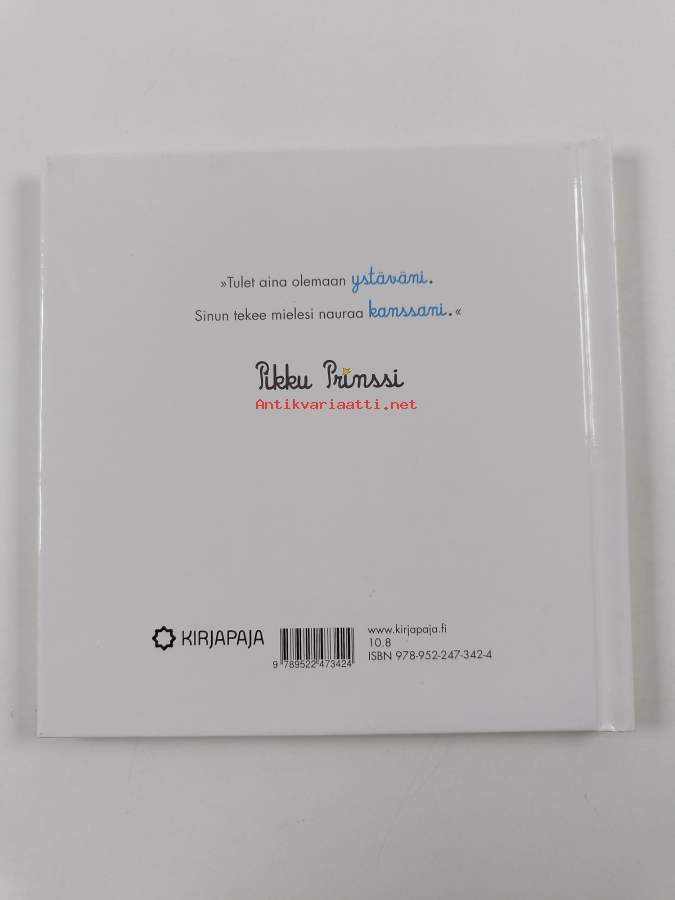 »Tulet aina olemaan ystäväni.
Sinun tekee mielesi nauraa kanssani.«
Pikku Prinssi
Antikvariaatti.net
KIRJAPAJA
9 789522 473424
www.kirjapaja.fi
10.8
ISBN 978-952-247-342-4